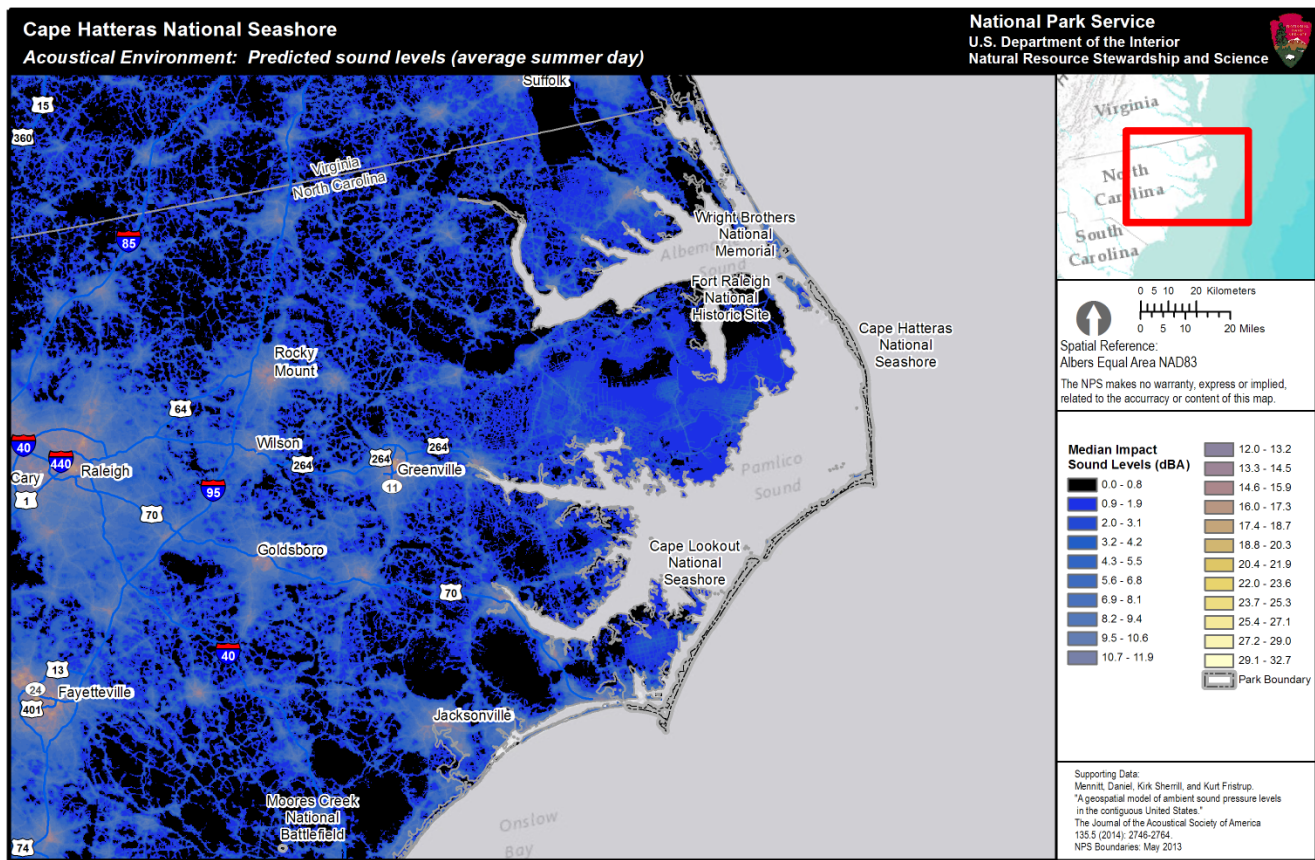 Cape Hatteras National Seashore
Acoustical Environment: Predicted sound levels (average summer day)
National Park Service
U.S. Department of the Interior
Natural Resource Stewardship and Science
Suffolk
15
360
Virginia
North Carolina
85
Wright Brothers
National
Memorial
Sound
Fort Raleigh
National
Historic Site
Cape Hatteras
National
Seashore
Rocky
Mount
64
40
440
Raleigh
Wilson
264
264
264
Greenville
11
Cary
1
95
70
Pamlico
Sound
Goldsboro
Cape Lookout
National
Seashore
70
40
13
24
Fayetteville
401
Jacksonville
Moores Creek
National
Battlefield
74
Onslow
Bay
Virginia
North
Carolina
South
Carolina
0 5 10 20 Kilometers
0 5 10 20 Miles
Spatial Reference:
Albers Equal Area NAD83
The NPS makes no warranty, express or implied,
related to the accurracy or content of this map.
Median Impact
Sound Levels (dBA)
0.0 - 0.8
0.9 - 1.9
2.0 - 3.1
3.2 - 4.2
4.3 - 5.5
5.6 - 6.8
6.9 - 8.1
8.2 - 9.4
9.5 - 10.6
10.7 - 11.9
12.0 - 13.2
13.3 - 14.5
14.6 - 15.9
16.0 - 17.3
17.4 - 18.7
18.8 - 20.3
20.4 - 21.9
22.0 - 23.6
23.7 - 25.3
25.4 - 27.1
27.2 - 29.0
29.1 - 32.7
Park Boundary
Supporting Data:
Mennitt, Daniel, Kirk Sherrill, and Kurt Fristrup.
"A geospatial model of ambient sound pressure levels
in the contiguous United States."
The Journal of the Acoustical Society of America
135.5 (2014): 2746-2764.
NPS Boundaries: May 2013